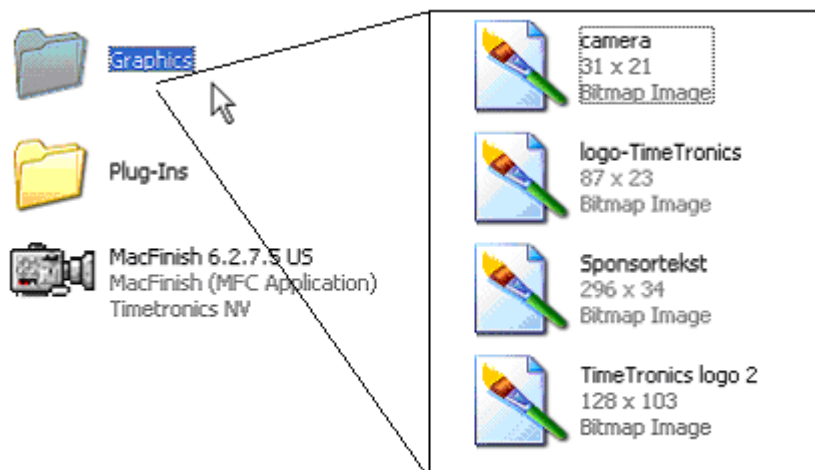 Graphics
Plug-Ins
MacFinish 6.2.7.5 US
MacFinish (MFC Application)
Timetronics NV
camera
31 x 21
Bitmap Image
logo-TimeTronics
87 x 23
Bitmap Image
Sponsortekst
296 x 34
Bitmap Image
TimeTronics logo 2
128 x 103
Bitmap Image